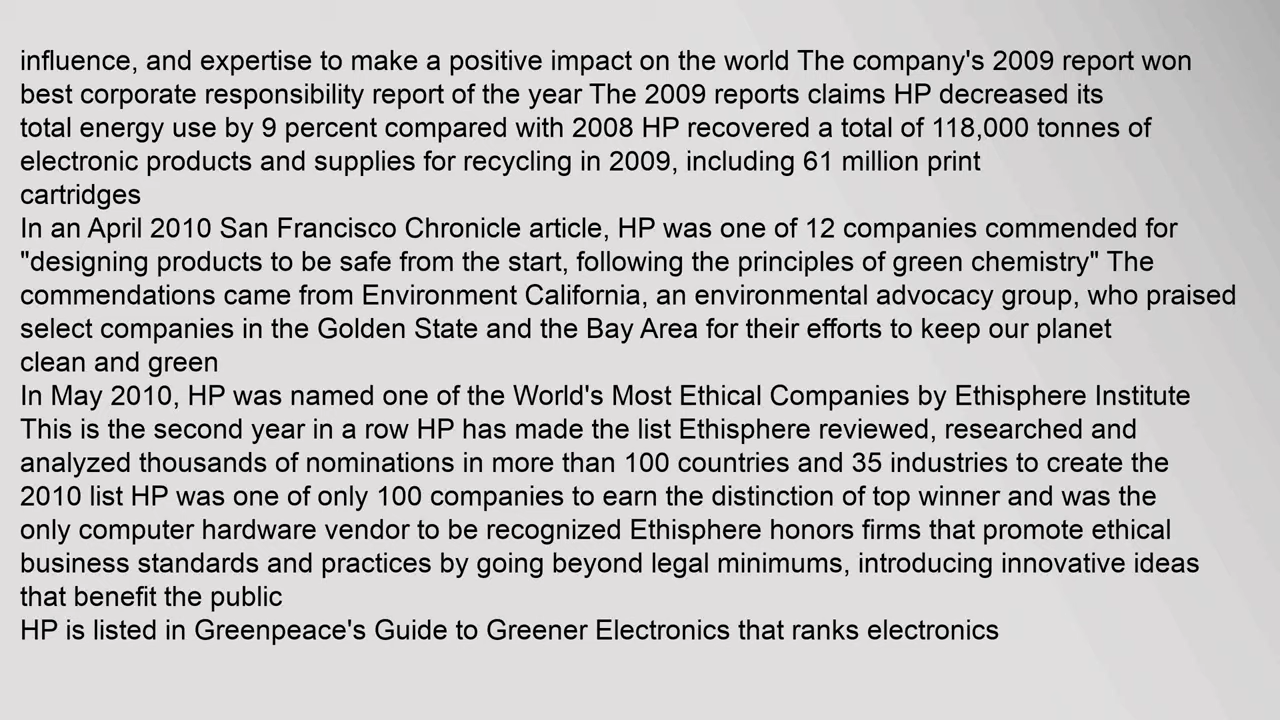 influence, and expertise to make a positive impact on the world The company's 2009 report won
best corporate responsibility report of the year The 2009 reports claims HP decreased its
total energy use by 9 percent compared with 2008 HP recovered a total of 118,000 tonnes of
electronic products and supplies for recycling in 2009, including 61 million print
cartridges
In an April 2010 San Francisco Chronicle article, HP was one of 12 companies commended for
"designing products to be safe from the start, following the principles of green chemistry" The
commendations came from Environment California, an environmental advocacy group, who praised
select companies in the Golden State and the Bay Area for their efforts to keep our planet
clean and green
In May 2010, HP was named one of the World's Most Ethical Companies by Ethisphere Institute
This is the second year in a row HP has made the list Ethisphere reviewed, researched and
analyzed thousands of nominations in more than 100 countries and 35 industries to create the
2010 list HP was one of only 100 companies to earn the distinction of top winner and was the
only computer hardware vendor to be recognized Ethisphere honors firms that promote ethical
business standards and practices by going beyond legal minimums, introducing innovative ideas
that benefit the public
HP is listed in Greenpeace's Guide to Greener Electronics that ranks electronics